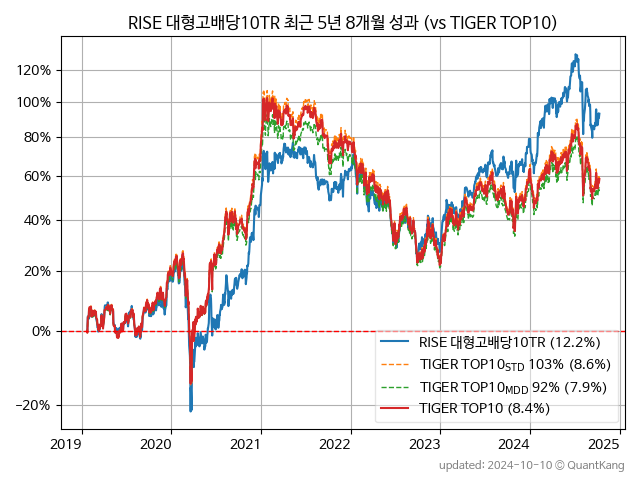 RISE 대형고배당10TR 최근 5년 8개월 성과 (vs TIGER TOP10)
120%
100%
80%
60%
40%
20%
0%
−20%
RISE 대형고배당10TR (12.2%)
TIGER TOP10STD 103% (8.6%)
TIGER TOP10MDD 92% (7.9%)
TIGER TOP10 (8.4%)
2019 2020 2021 2022 2023 2024 2025
updated: 2024-10-10 © QuantKang